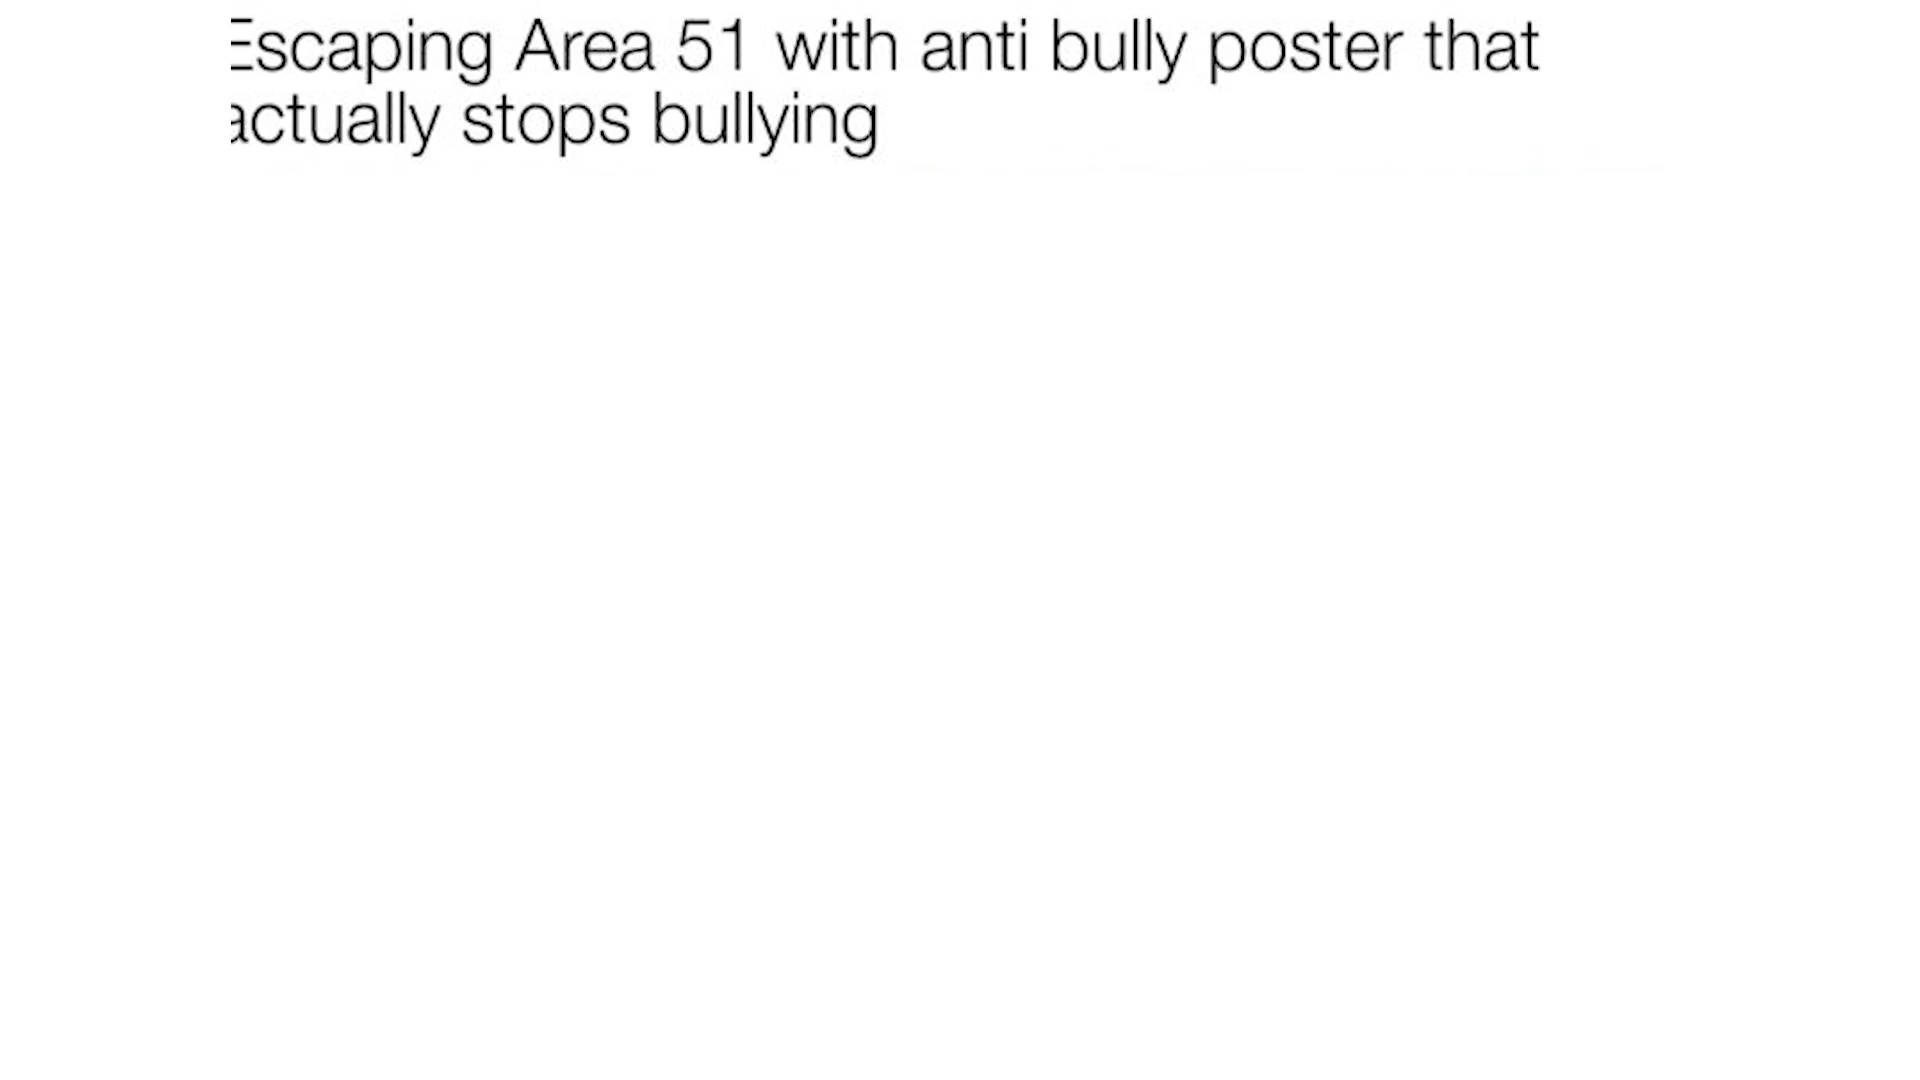 Escaping Area 51 with anti bully poster that
actually stops bullying